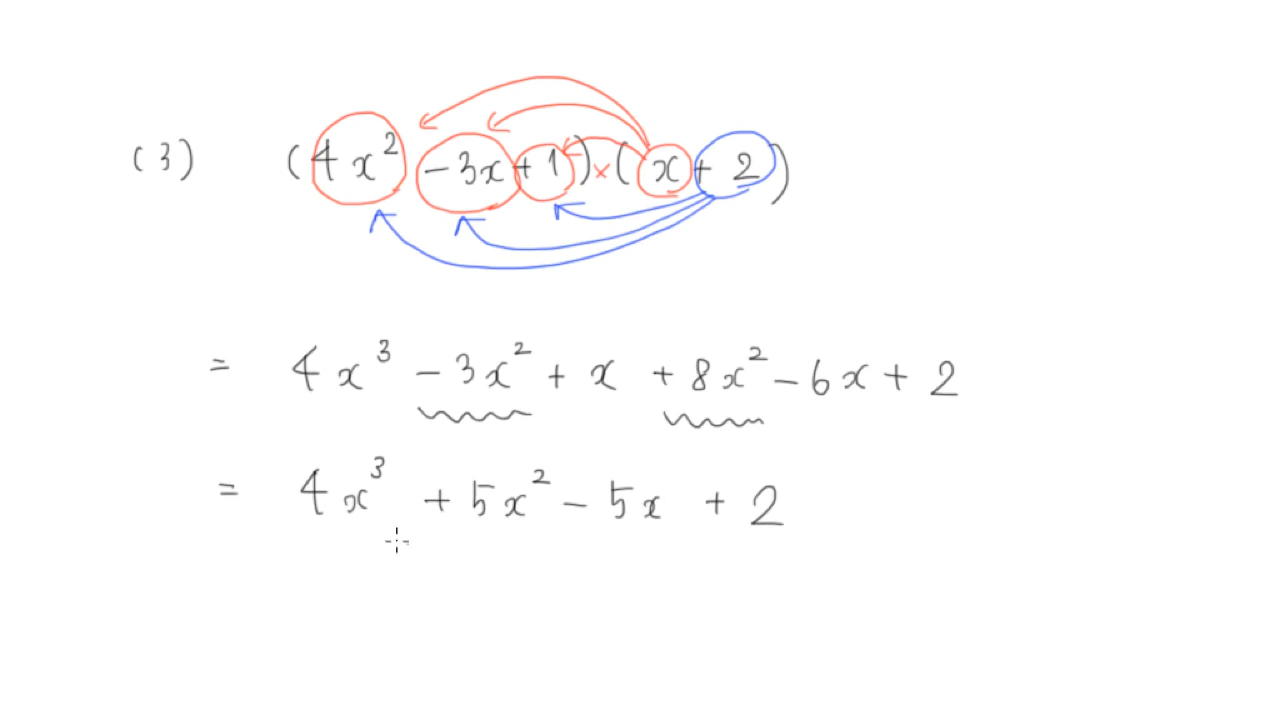 (3) (4x² -3x+1)×(x+2)
= 4x³ -3x² + x +8x² -6x + 2
= 4x³ +5x² - 5x + 2